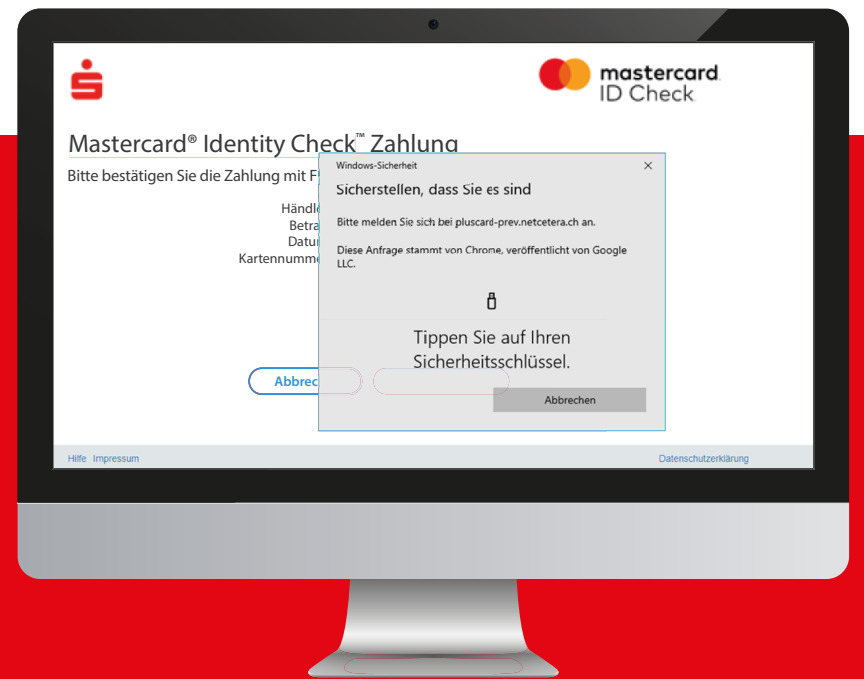 mastercard
ID Check
Mastercard® Identity Check™ Zahlung
Bitte bestätigen Sie die Zahlung mit
Windows-Sicherheit
Sicherstellen, dass Sie es sind
Bitte melden Sie sich bei pluscard-prev.netcetera.ch an.
Diese Anfrage stammt von Chrome, veröffentlicht von Google
LLC.
Händle
Betra
Datu
Kartennumme
Tippen Sie auf Ihren
Sicherheitsschlüssel.
Abbrec
Abbrechen
Hilfe Impressum
Datenschutzerklärung